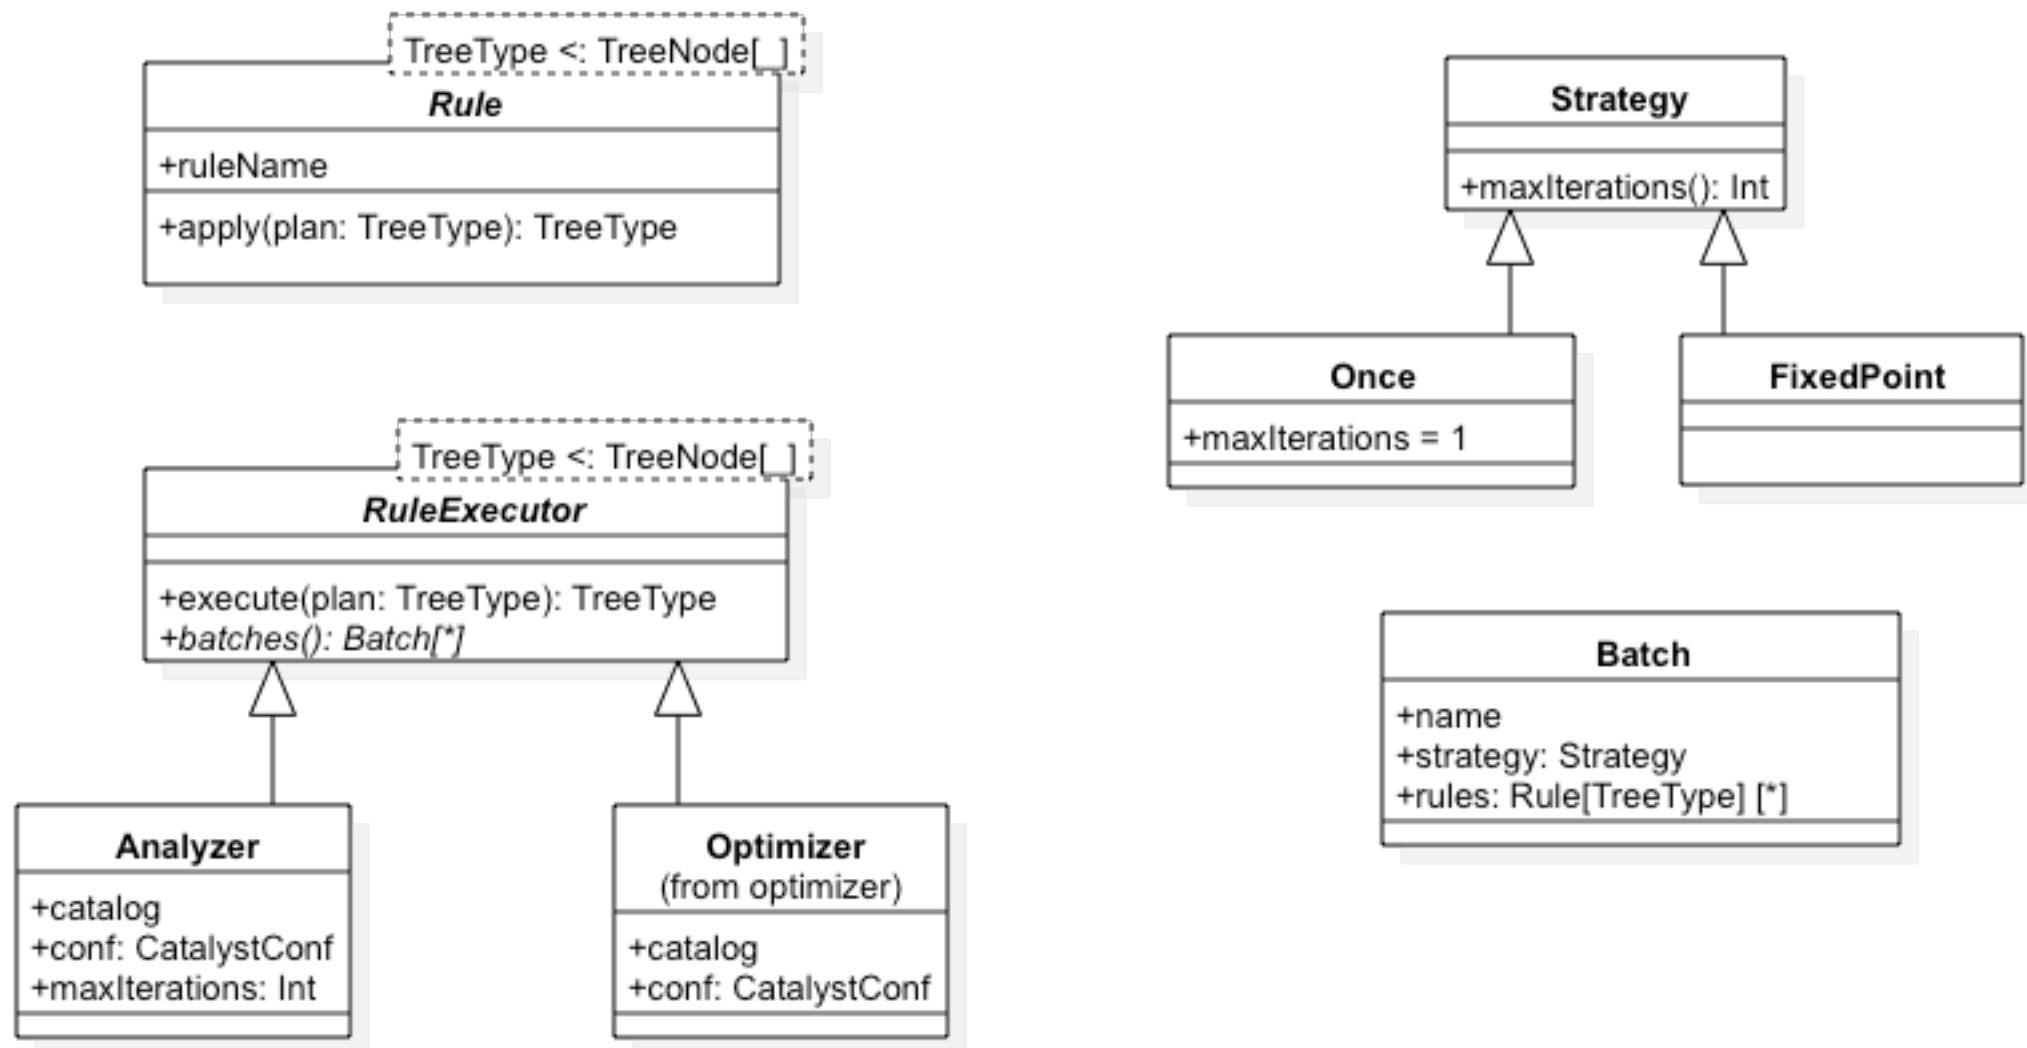 TreeType <: TreeNode[_]
Rule
+ruleName
+apply(plan: TreeType): TreeType
TreeType <: TreeNode[_]
RuleExecutor
+execute(plan: TreeType): TreeType
+batches(): Batch[*]
Analyzer
+catalog
+conf: CatalystConf
+maxIterations: Int
Optimizer
(from optimizer)
+catalog
+conf: CatalystConf
Strategy
+maxIterations(): Int
Once
+maxIterations = 1
FixedPoint
Batch
+name
+strategy: Strategy
+rules: Rule[TreeType] [*]